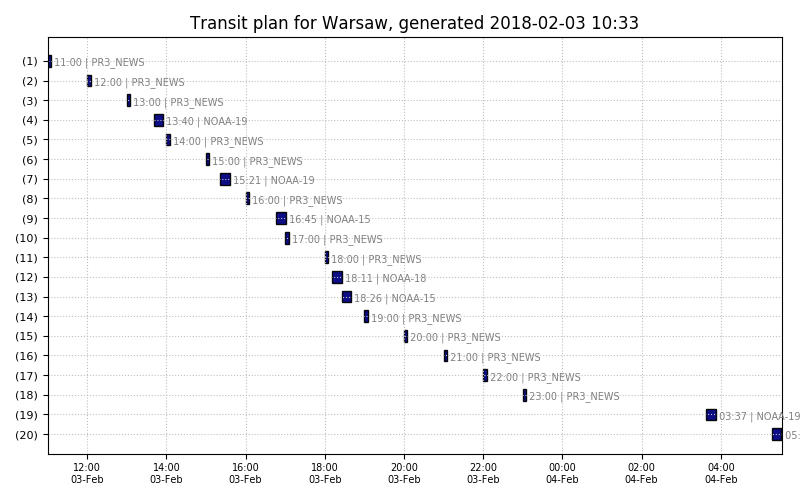 Transit plan for Warsaw, generated 2018-02-03 10:33
(1) 11:00 | PR3_NEWS
(2) 12:00 | PR3_NEWS
(3) 13:00 | PR3_NEWS
(4) 13:40 | NOAA-19
(5) 14:00 | PR3_NEWS
(6) 15:00 | PR3_NEWS
(7) 15:21 | NOAA-19
(8) 16:00 | PR3_NEWS
(9) 16:45 | NOAA-15
(10) 17:00 | PR3_NEWS
(11) 18:00 | PR3_NEWS
(12) 18:11 | NOAA-18
(13) 18:26 | NOAA-15
(14) 19:00 | PR3_NEWS
(15) 20:00 | PR3_NEWS
(16) 21:00 | PR3_NEWS
(17) 22:00 | PR3_NEWS
(18) 23:00 | PR3_NEWS
(19) 03:37 | NOAA-19
(20) 05:
12:00 14:00 16:00 18:00 20:00 22:00 00:00 02:00 04:00
03-Feb 03-Feb 03-Feb 03-Feb 03-Feb 03-Feb 04-Feb 04-Feb 04-Feb